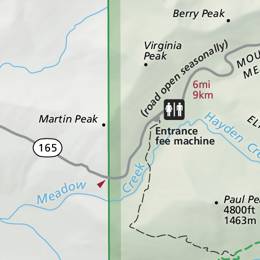 Berry Peak
Virginia
Peak
(road open seasonally)
MOU
ME
6mi
9km
Martin Peak
Entrance
fee machine
Hayden Cre
EL
165
Meadow
Creek
Paul Pe
4800ft
1463m